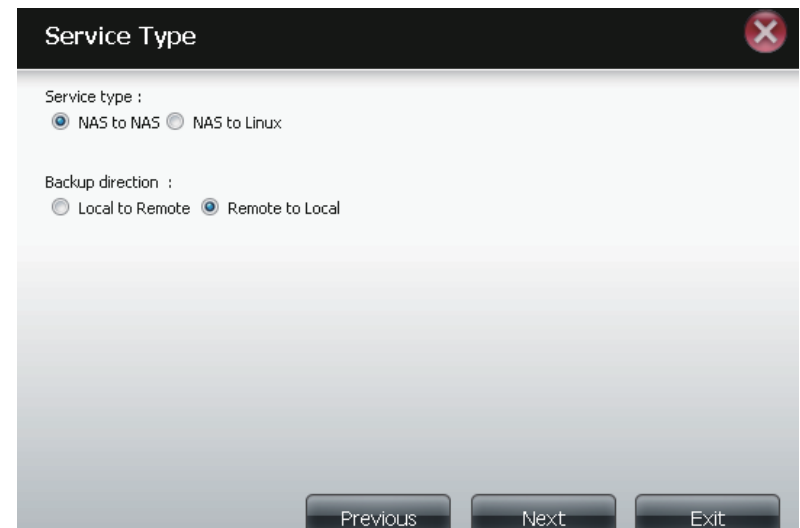 Service Type
Service type :
NAS to NAS NAS to Linux
Backup direction :
Local to Remote Remote to Local
Previous Next Exit